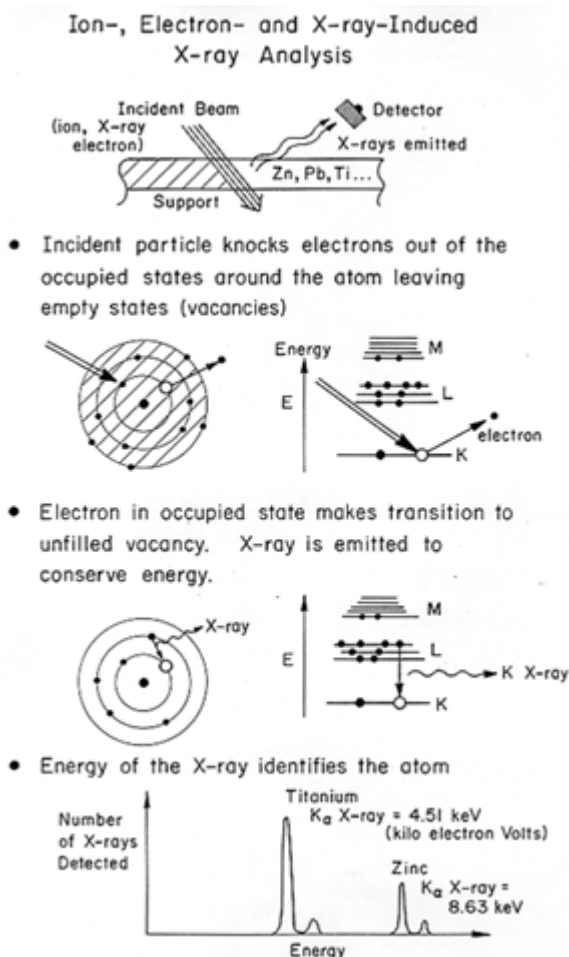 Ion-, Electron- and X-ray-Induced
X-ray Analysis
Incident Beam
(ion, X-ray
electron)
Detector
X-rays emitted
Zn, Pb, Ti...
Support
• Incident particle knocks electrons out of the
occupied states around the atom leaving
empty states (vacancies)
Energy
E
M
L
electron
K
• Electron in occupied state makes transition to
unfilled vacancy. X-ray is emitted to
conserve energy.
X-ray
E
M
L
K X-ray
K
• Energy of the X-ray identifies the atom
Number
of X-rays
Detected
Titanium
Kα X-ray = 4.51 keV
(kilo electron Volts)
Zinc
Kα X-ray =
8.63 keV
Energy